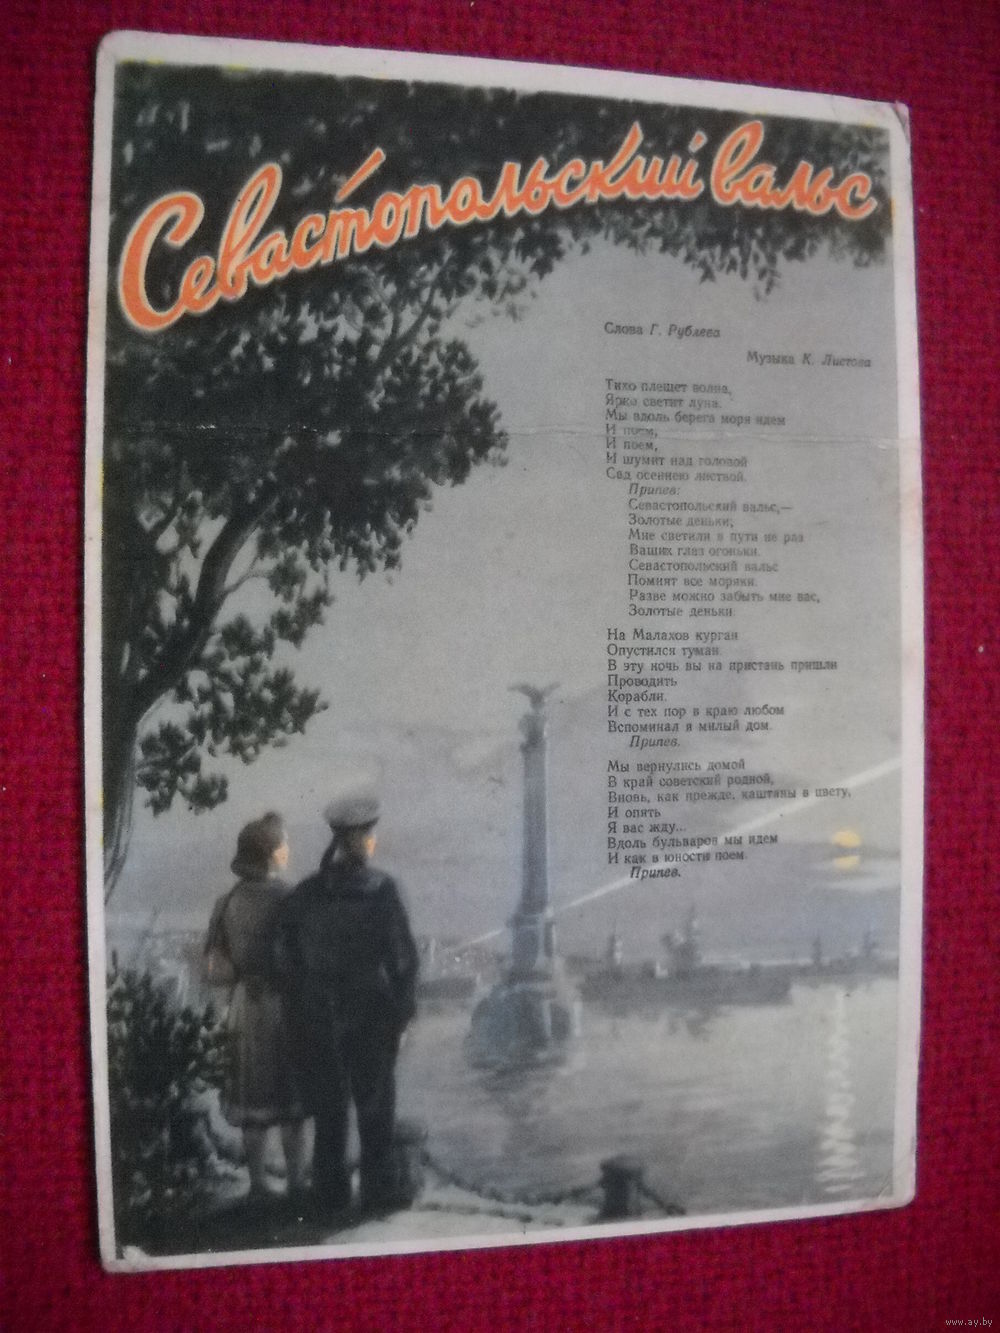 Севастопольский вальс
Слова Г. Рублева
Музыка К. Листова
Тихо плещет волна,
Ярко светит луна.
Мы вдоль берега моря идем
И поем,
И поем,
И шумит над головой
Сад осеннею листвой.
Припев:
Севастопольский вальс,—
Золотые деньки;
Мне светили в пути не раз
Ваших глаз огоньки.
Севастопольский вальс
Помнят все моряки.
Разве можно забыть мне вас,
Золотые деньки.
На Малахов курган
Опустился туман.
В эту ночь вы на пристань пришли
Проводить
Корабли.
И с тех пор в краю любом
Вспоминал я милый дом.
Припев.
Мы вернулись домой
В край советский родной,
Вновь, как прежде, каштаны в цвету,
И опять
Я вас жду...
Вдоль бульваров мы идем
И как в юности поем.
Припев.
www.ay.by